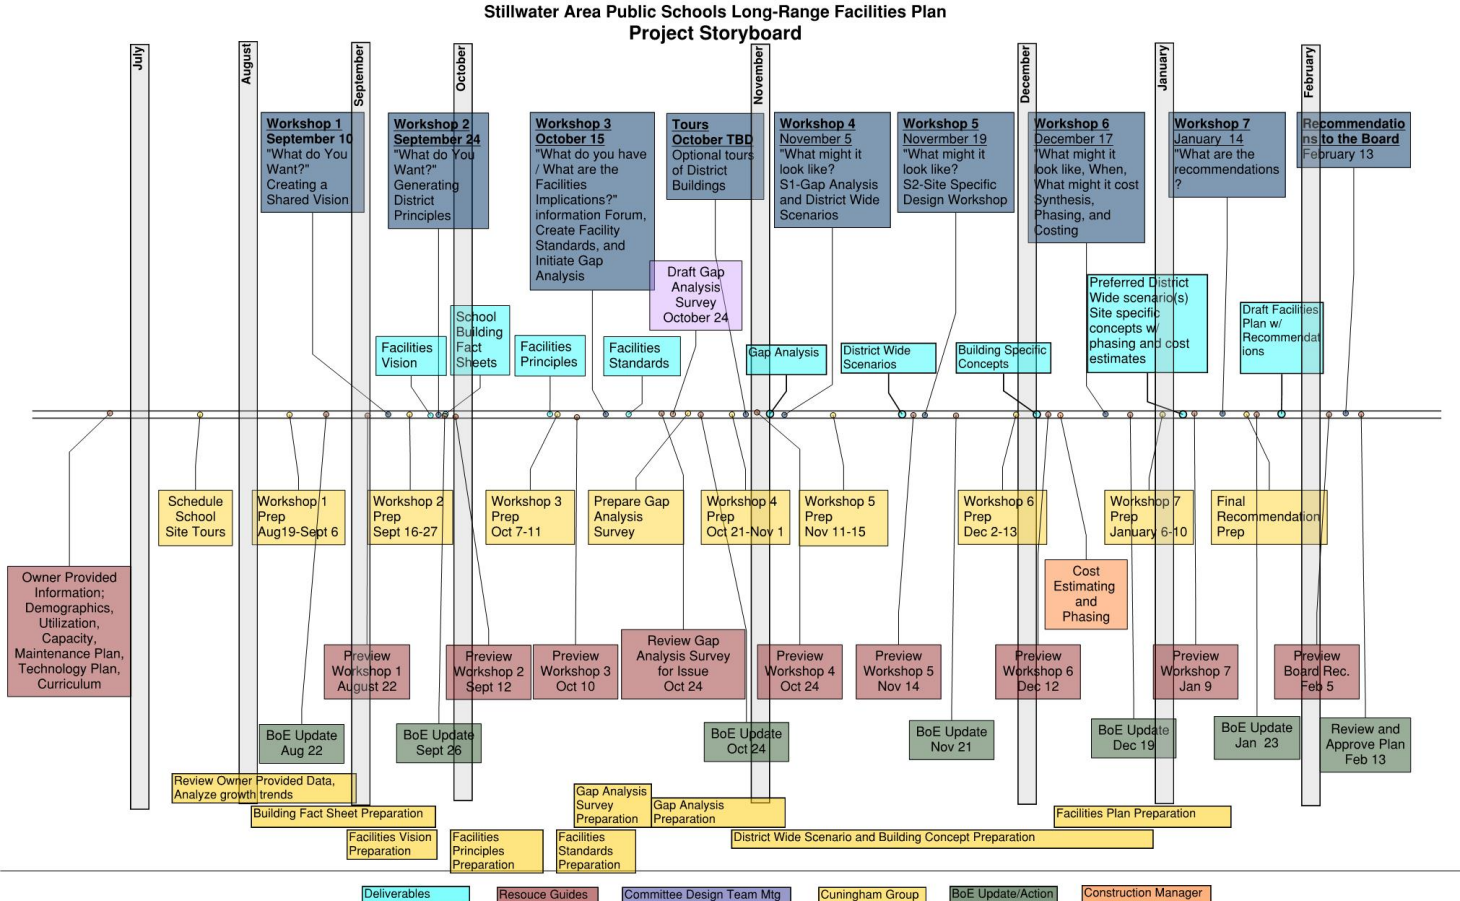 Stillwater Area Public Schools Long-Range Facilities Plan
Project Storyboard
July
August
September
October
November
December
January
February
Workshop 1
September 10
"What do You
Want?"
Creating a
Shared Vision
Workshop 2
September 24
"What do You
Want?"
Generating
District
Principles
Workshop 3
October 15
"What do you have
/ What are the
Facilities
Implications?"
information Forum,
Create Facility
Standards, and
Initiate Gap
Analysis
Tours
October TBD
Optional tours
of District
Buildings
Workshop 4
November 5
"What might it
look like?
S1-Gap Analysis
and District Wide
Scenarios
Workshop 5
Novermber 19
"What might it
look like?
S2-Site Specific
Design Workshop
Workshop 6
December 17
"What might it
look like, When,
What might it cost
Synthesis,
Phasing, and
Costing
Workshop 7
January 14
"What are the
recommendations
?
Recommendatio
ns to the Board
February 13
Draft Gap
Analysis
Survey
October 24
Facilities
Vision
School
Building
Fact
Sheets
Facilities
Principles
Facilities
Standards
Gap Analysis
District Wide
Scenarios
Building Specific
Concepts
Preferred District
Wide scenario(s)
Site specific
concepts w/
phasing and cost
estimates
Draft Facilities
Plan w/
Recommendat
ions
Schedule
School
Site Tours
Workshop 1
Prep
Aug19-Sept 6
Workshop 2
Prep
Sept 16-27
Workshop 3
Prep
Oct 7-11
Prepare Gap
Analysis
Survey
Workshop 4
Prep
Oct 21-Nov 1
Workshop 5
Prep
Nov 11-15
Workshop 6
Prep
Dec 2-13
Workshop 7
Prep
January 6-10
Final
Recommendation
Prep
Owner Provided
Information;
Demographics,
Utilization,
Capacity,
Maintenance Plan,
Technology Plan,
Curriculum
Cost
Estimating
and
Phasing
Preview
Workshop 1
August 22
Preview
Workshop 2
Sept 12
Preview
Workshop 3
Oct 10
Review Gap
Analysis Survey
for Issue
Oct 24
Preview
Workshop 4
Oct 24
Preview
Workshop 5
Nov 14
Preview
Workshop 6
Dec 12
Preview
Workshop 7
Jan 9
Preview
Board Rec.
Feb 5
BoE Update
Aug 22
BoE Update
Sept 26
BoE Update
Oct 24
BoE Update
Nov 21
BoE Update
Dec 19
BoE Update
Jan 23
Review and
Approve Plan
Feb 13
Review Owner Provided Data,
Analyze growth trends
Building Fact Sheet Preparation
Facilities Vision
Preparation
Facilities
Principles
Preparation
Facilities
Standards
Preparation
Gap Analysis
Survey
Preparation
Gap Analysis
Preparation
District Wide Scenario and Building Concept Preparation
Facilities Plan Preparation
Deliverables
Resouce Guides
Committee Design Team Mtg
Cuningham Group
BoE Update/Action
Construction Manager